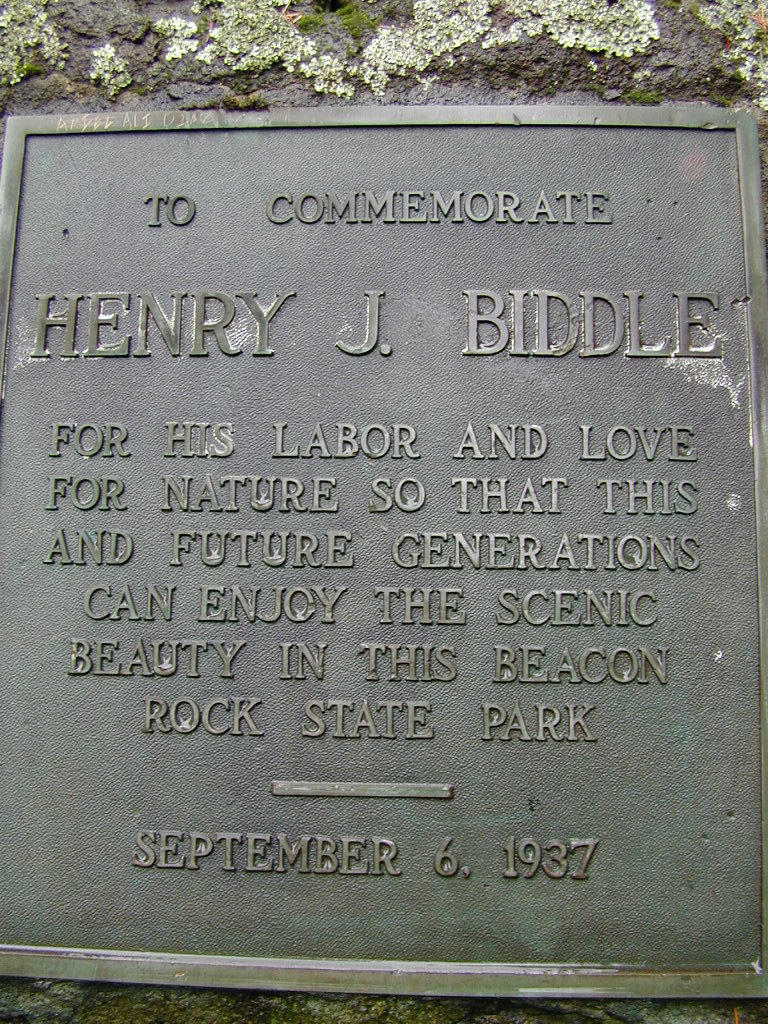 TO COMMEMORATE
HENRY J. BIDDLE
FOR HIS LABOR AND LOVE
FOR NATURE SO THAT THIS
AND FUTURE GENERATIONS
CAN ENJOY THE SCENIC
BEAUTY IN THIS BEACON
ROCK STATE PARK
SEPTEMBER 6, 1937